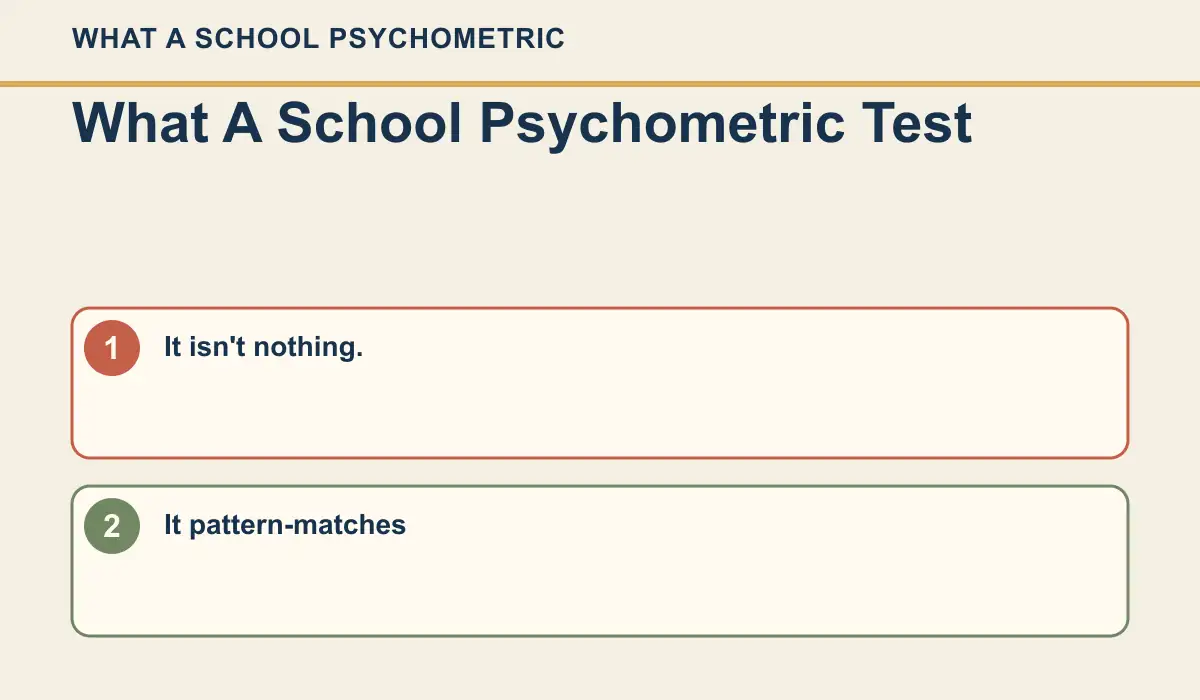 WHAT A SCHOOL PSYCHOMETRIC
What A School Psychometric Test
1
It isn't nothing.
2
It pattern-matches